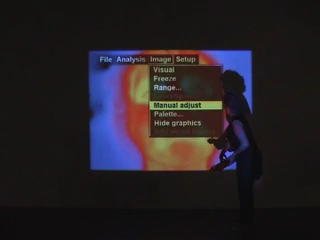 File Analysis Image Setup
Visual
Freeze
Range...
Manual adjust
Palette...
Hide graphics